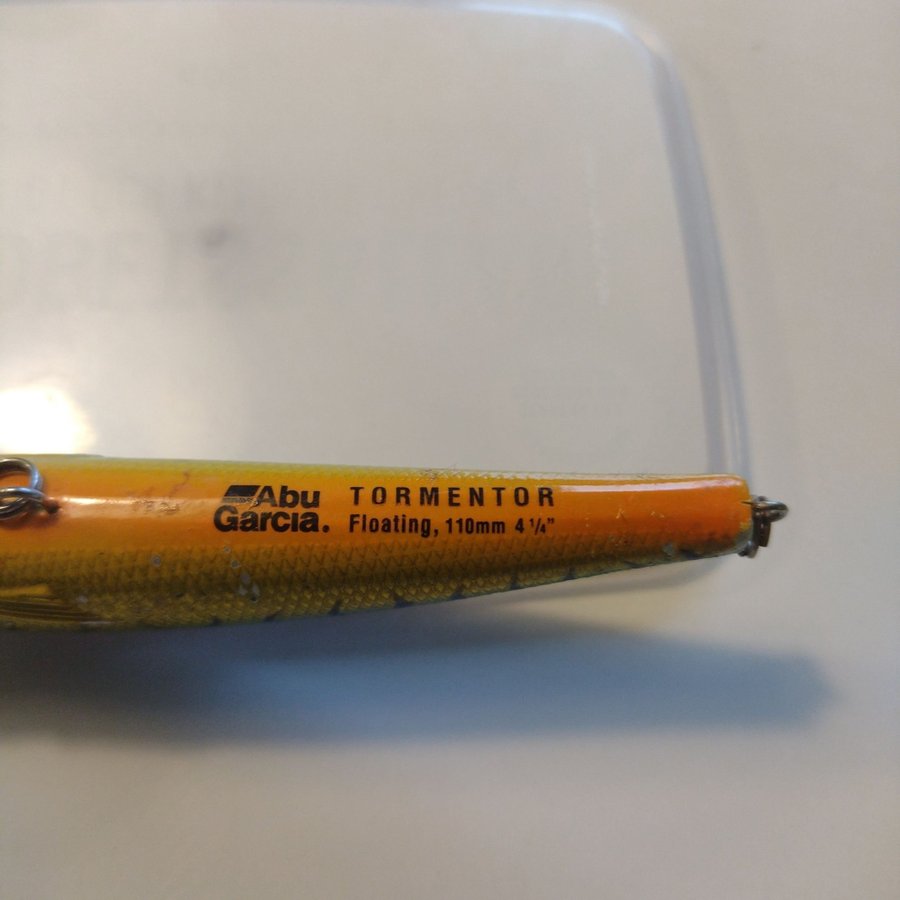 Abu
Garcia.
TORMENTOR
Floating, 110mm 4 1/4"